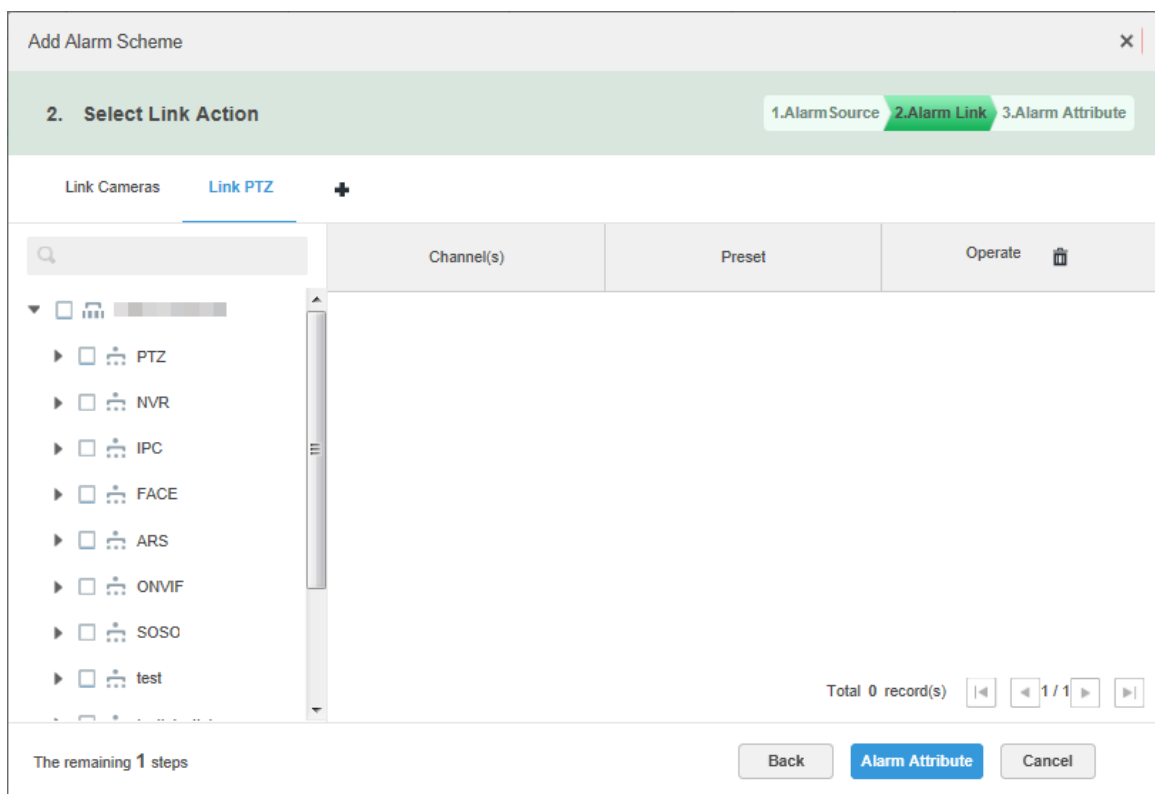 Add Alarm Scheme
2. Select Link Action
1.AlarmSource 2.Alarm Link 3.Alarm Attribute
Link Cameras Link PTZ
Channel(s) Preset Operate
PTZ
NVR
IPC
FACE
ARS
ONVIF
SOSO
test
Total 0 record(s) 1 / 1
The remaining 1 steps Back Alarm Attribute Cancel